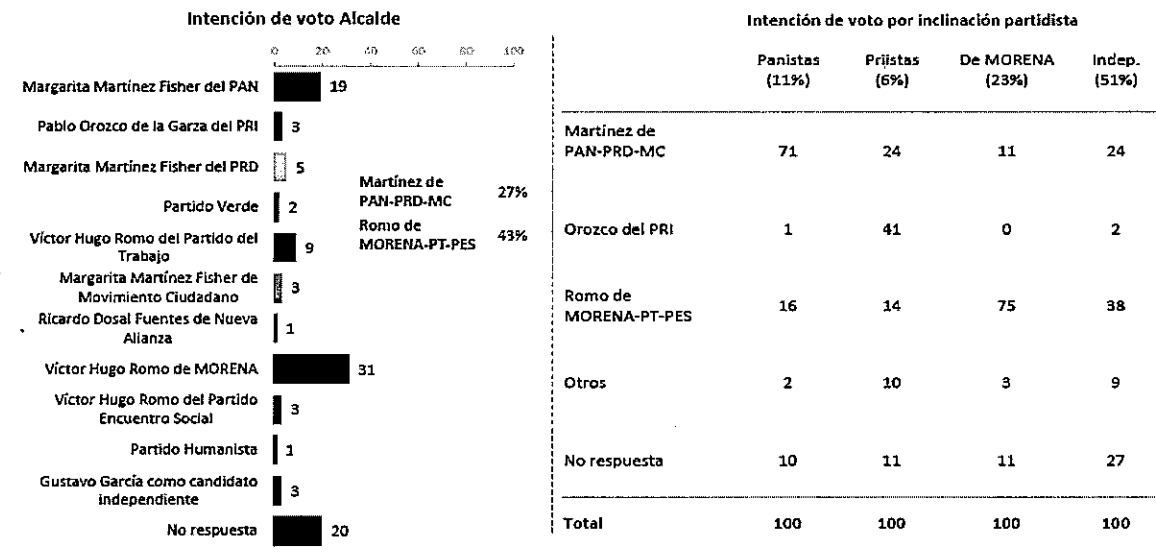 Intención de voto Alcalde
0 20 40 60 80 100
Margarita Martínez Fisher del PAN 19
Pablo Orozco de la Garza del PRI 3
Margarita Martínez Fisher del PRD 5
Partido Verde 2
Víctor Hugo Romo del Partido del
Trabajo 9
Margarita Martínez Fisher de
Movimiento Ciudadano 3
Ricardo Dosal Fuentes de Nueva
Alianza 1
Víctor Hugo Romo de MORENA 31
Víctor Hugo Romo del Partido
Encuentro Social 3
Partido Humanista 1
Gustavo García como candidato
independiente 3
No respuesta 20
Martínez de
PAN-PRD-MC 27%
Romo de
MORENA-PT-PES 43%
Intención de voto por inclinación partidista
Panistas Priistas De MORENA Indep.
(11%) (6%) (23%) (51%)
Martínez de
PAN-PRD-MC 71 24 11 24
Orozco del PRI 1 41 0 2
Romo de
MORENA-PT-PES 16 14 75 38
Otros 2 10 3 9
No respuesta 10 11 11 27
Total 100 100 100 100